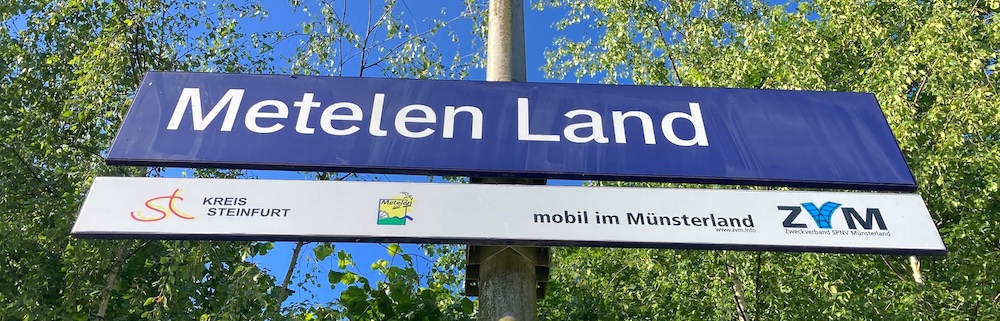 Metelen Land
st KREIS
STEINFURT
Metelen
mobil im Münsterland
www.zvm.info
ZVM
Zweckverband SPNV Münsterland